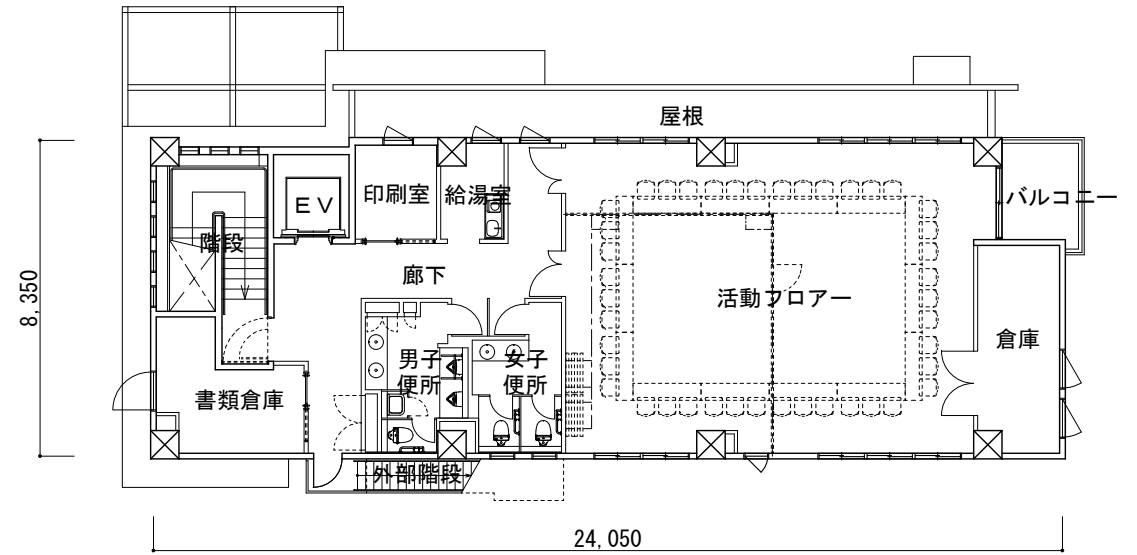 屋根
印刷室
給湯室
ＥＶ
バルコニー
階段
廊下
活動フロアー
8,350
倉庫
男子
便所
女子
便所
書類倉庫
外部階段
24,050